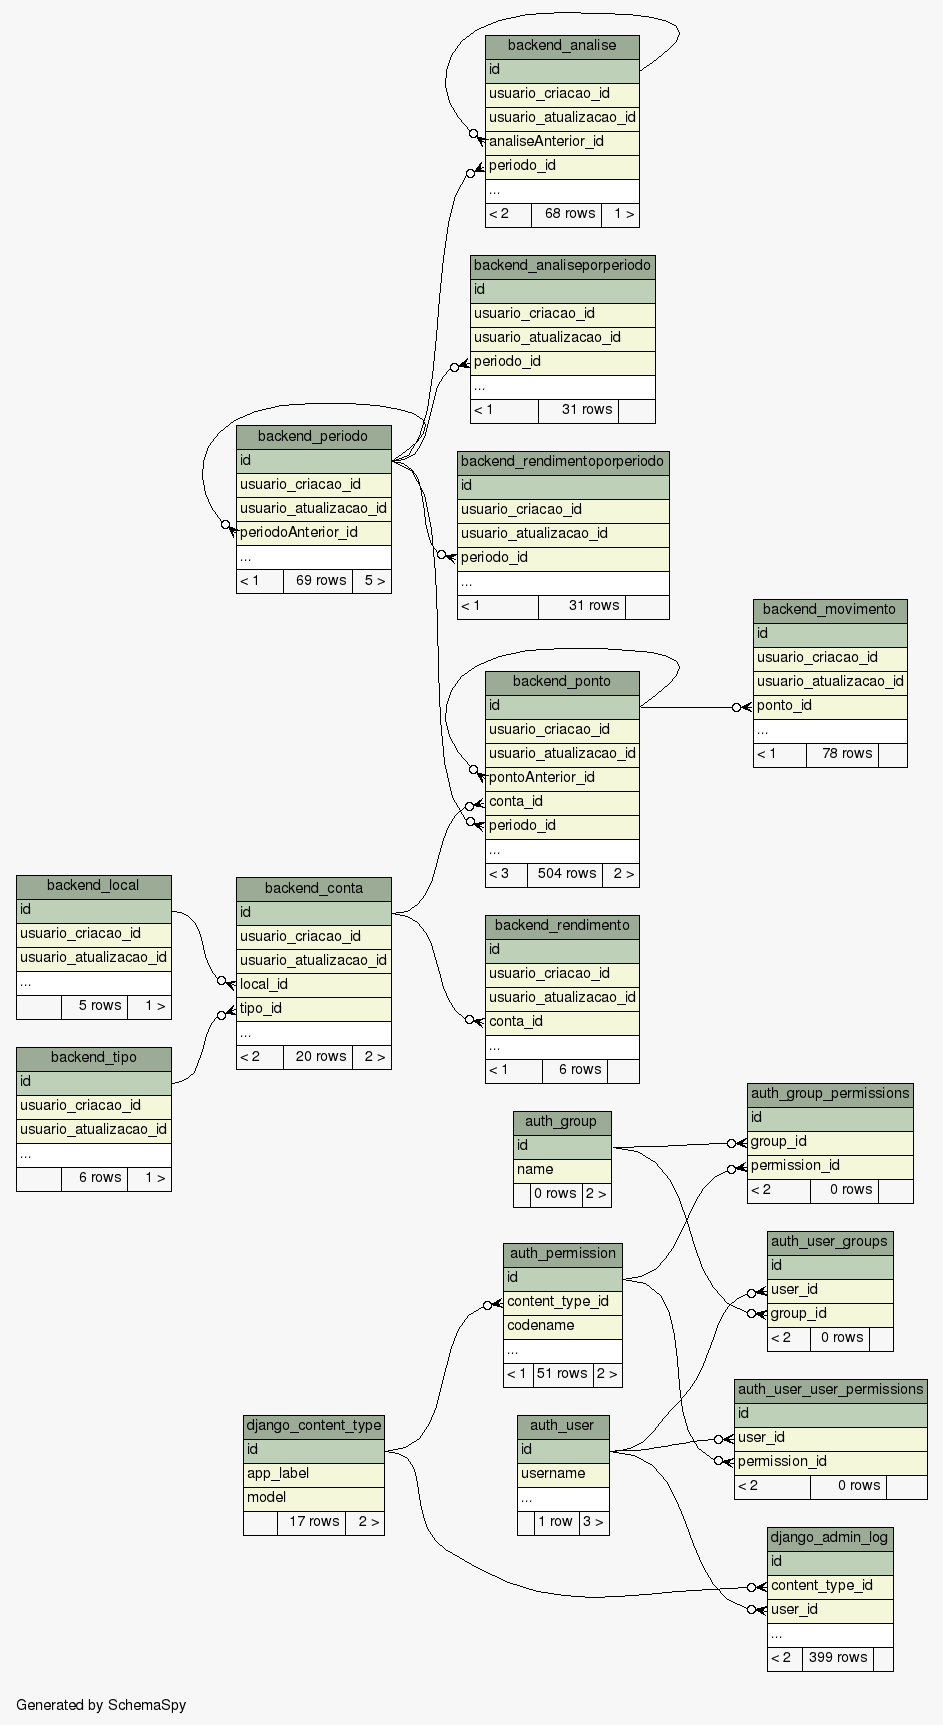 backend_analise
id
usuario_criacao_id
usuario_atualizacao_id
analiseAnterior_id
periodo_id
...
< 2 68 rows 1 >
backend_analiseporperiodo
id
usuario_criacao_id
usuario_atualizacao_id
periodo_id
...
< 1 31 rows
backend_periodo
id
usuario_criacao_id
usuario_atualizacao_id
periodoAnterior_id
...
< 1 69 rows 5 >
backend_rendimentoporperiodo
id
usuario_criacao_id
usuario_atualizacao_id
periodo_id
...
< 1 31 rows
backend_movimento
id
usuario_criacao_id
usuario_atualizacao_id
ponto_id
...
< 1 78 rows
backend_ponto
id
usuario_criacao_id
usuario_atualizacao_id
pontoAnterior_id
conta_id
periodo_id
...
< 3 504 rows 2 >
backend_local
id
usuario_criacao_id
usuario_atualizacao_id
...
5 rows 1 >
backend_conta
id
usuario_criacao_id
usuario_atualizacao_id
local_id
tipo_id
...
< 2 20 rows 2 >
backend_rendimento
id
usuario_criacao_id
usuario_atualizacao_id
conta_id
...
< 1 6 rows
backend_tipo
id
usuario_criacao_id
usuario_atualizacao_id
...
6 rows 1 >
auth_group_permissions
id
group_id
permission_id
< 2 0 rows
auth_group
id
name
0 rows 2 >
auth_user_groups
id
user_id
group_id
< 2 0 rows
auth_permission
id
content_type_id
codename
...
< 1 51 rows 2 >
auth_user_user_permissions
id
user_id
permission_id
< 2 0 rows
django_content_type
id
app_label
model
17 rows 2 >
auth_user
id
username
...
1 row 3 >
django_admin_log
id
content_type_id
user_id
...
< 2 399 rows
Generated by SchemaSpy